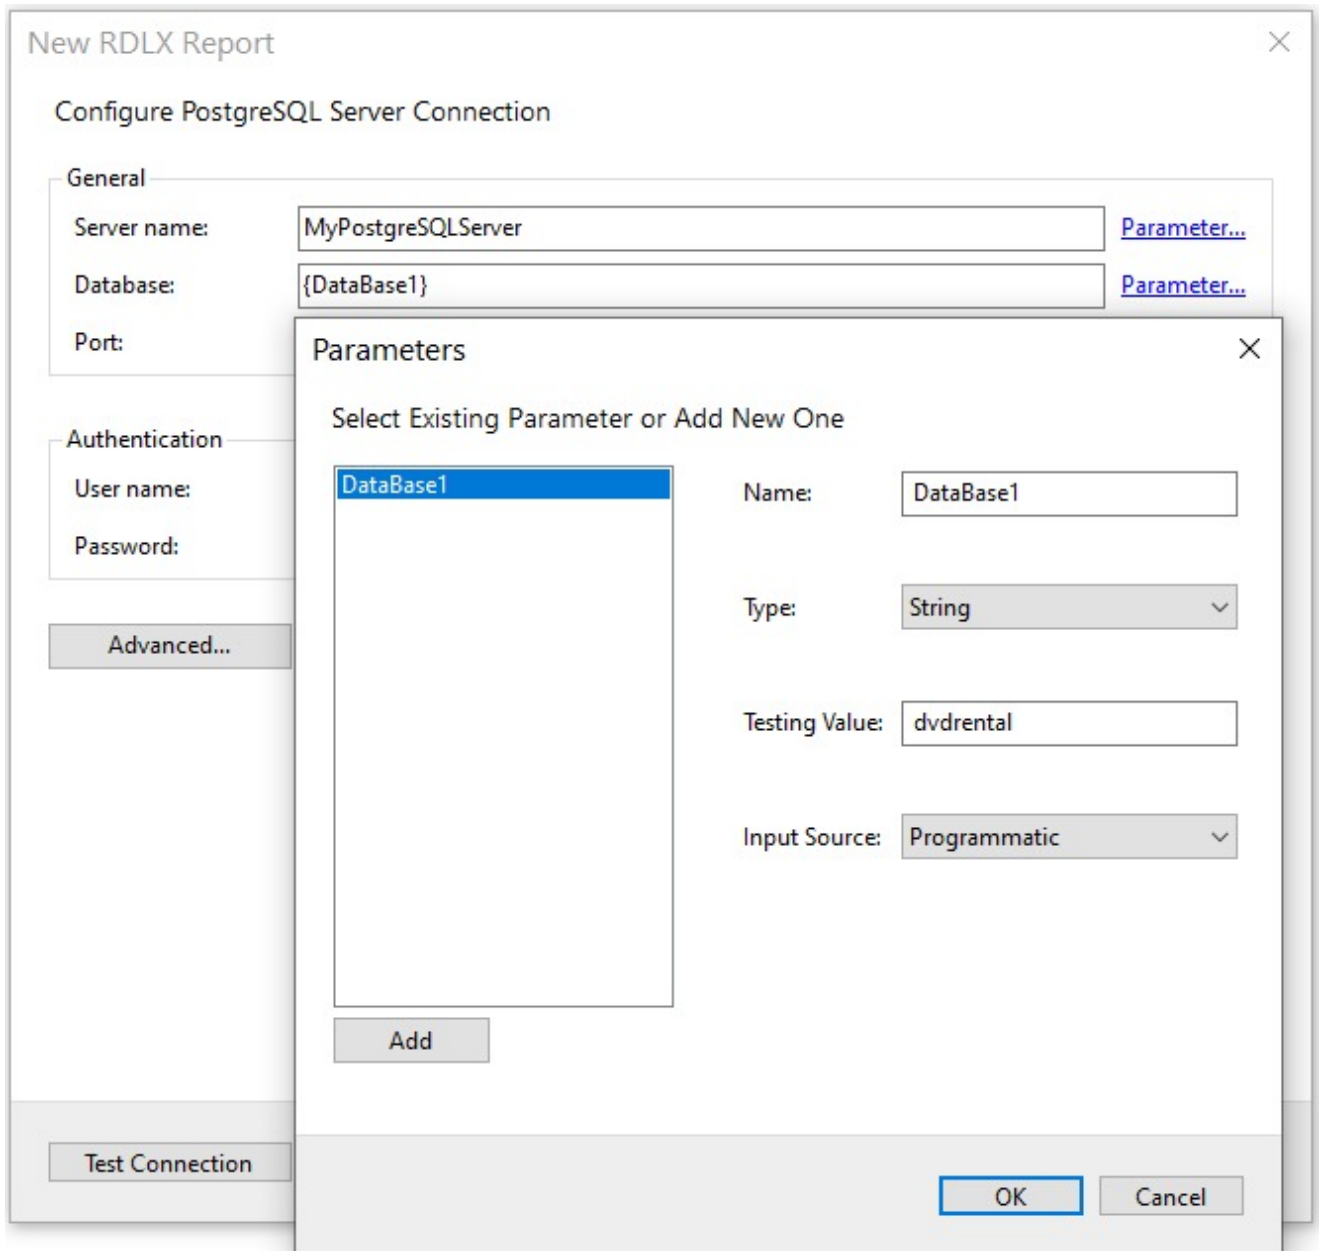 New RDLX Report
Configure PostgreSQL Server Connection
General
Server name: MyPostgreSQLServer Parameter...
Database: {DataBase1} Parameter...
Port:
Parameters
Select Existing Parameter or Add New One
Authentication
User name:
Password:
Advanced...
DataBase1
Name: DataBase1
Type: String
Testing Value: dvdrental
Input Source: Programmatic
Add
Test Connection
OK Cancel